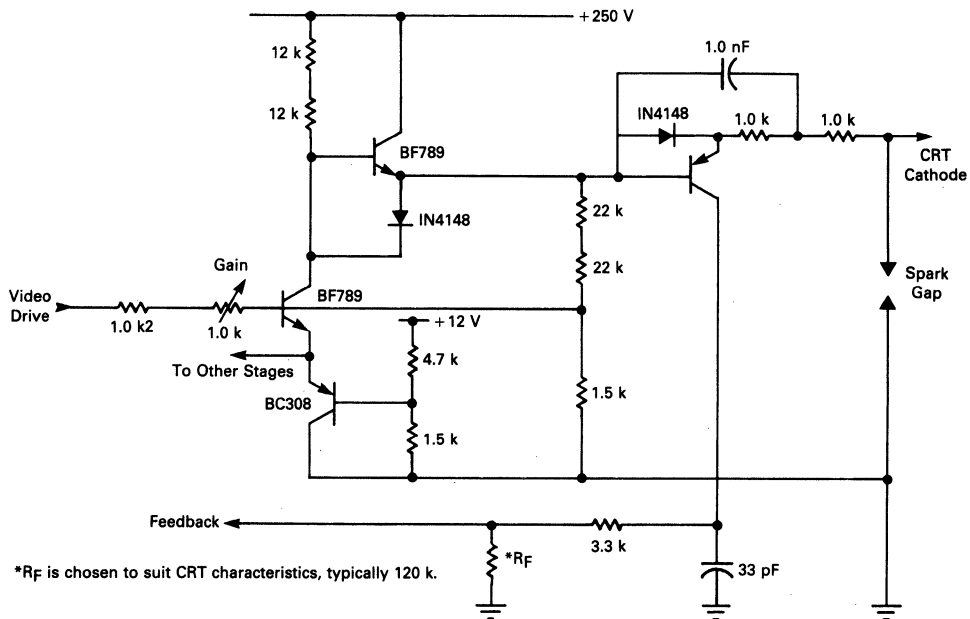 +250 V
12 k
12 k
BF789
IN4148
1.0 nF
IN4148
1.0 k
1.0 k
CRT
Cathode
22 k
22 k
Gain
Video
Drive
1.0 k2
1.0 k
BF789
+12 V
Spark
Gap
To Other Stages
4.7 k
BC308
1.5 k
1.5 k
Feedback
3.3 k
*RF
33 pF
*RF is chosen to suit CRT characteristics, typically 120 k.